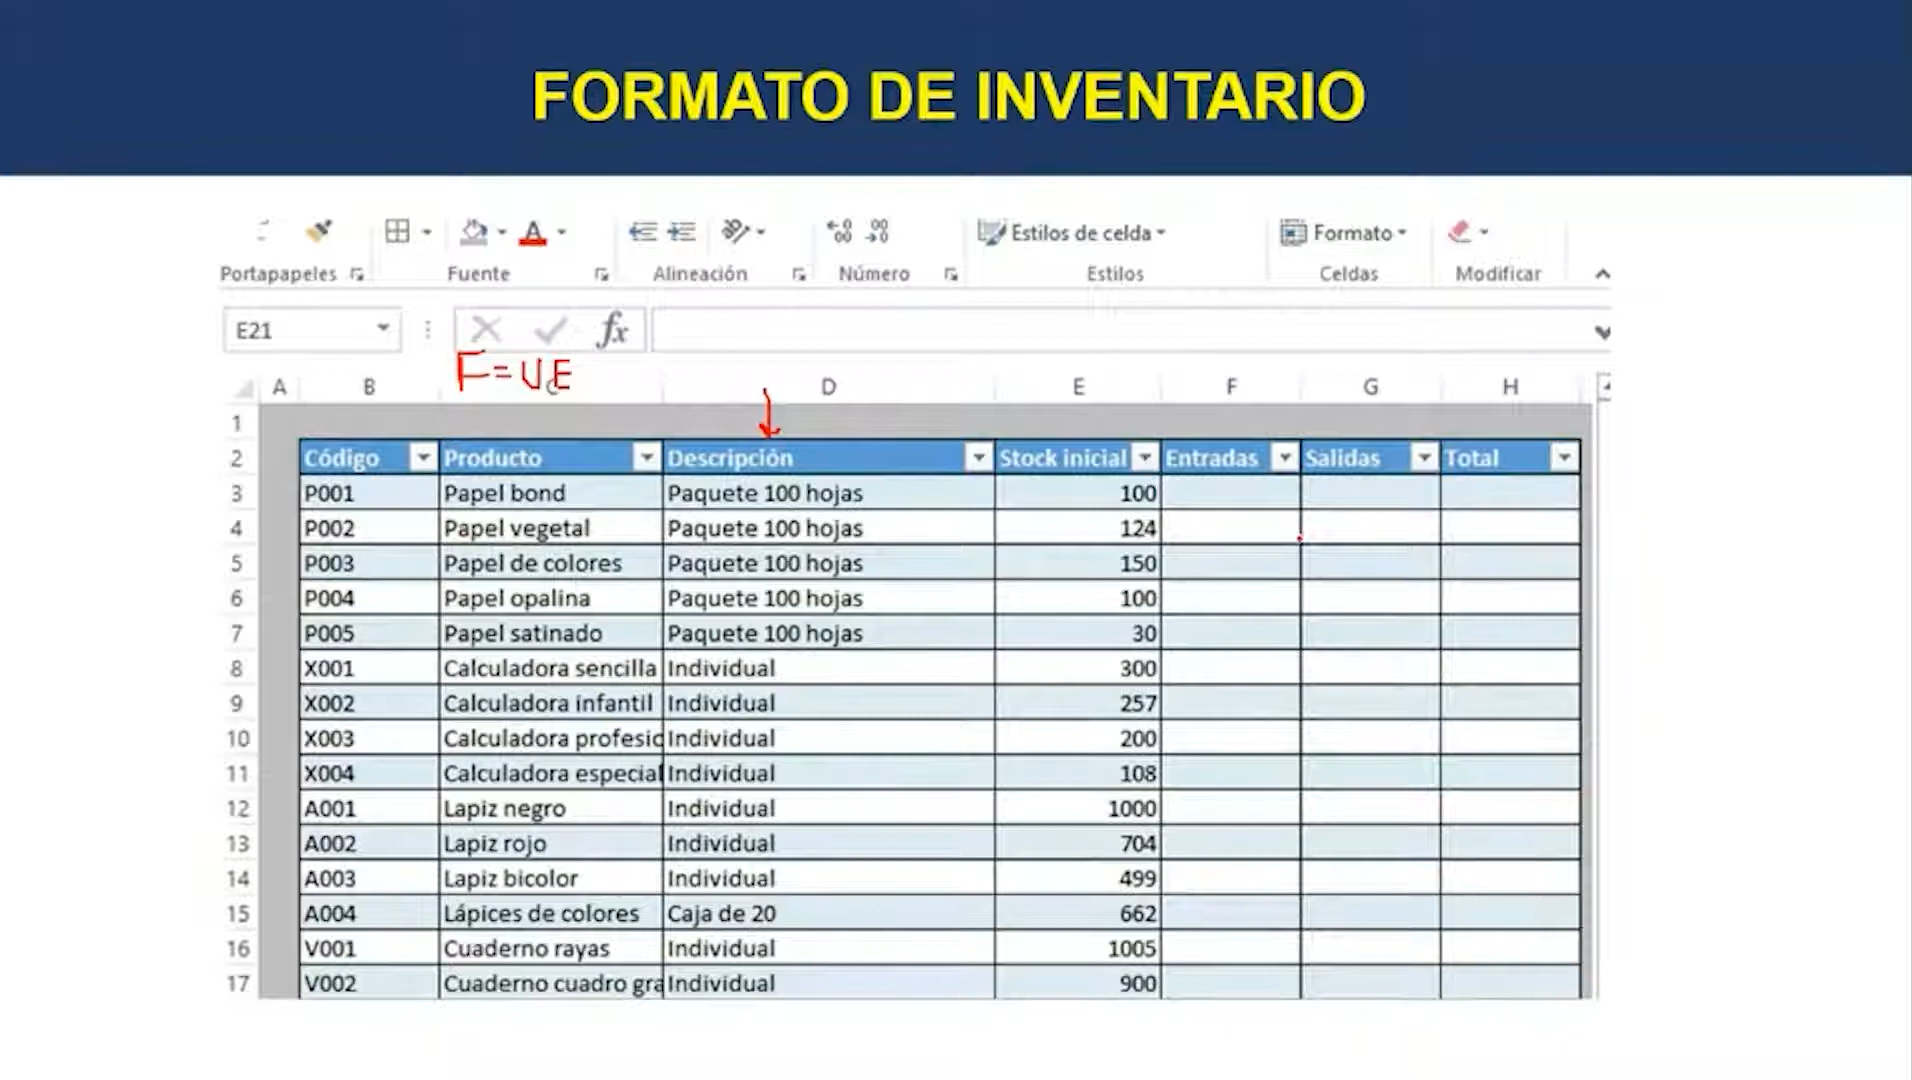 FORMATO DE INVENTARIO
Estilos de celda Formato
Portapapeles Fuente Alineación Número Estilos Celdas Modificar
E21 fx
F=VE
A B C D E F G H
1
2 Código Producto Descripción Stock inicial Entradas Salidas Total
3 P001 Papel bond Paquete 100 hojas 100
4 P002 Papel vegetal Paquete 100 hojas 124
5 P003 Papel de colores Paquete 100 hojas 150
6 P004 Papel opalina Paquete 100 hojas 100
7 P005 Papel satinado Paquete 100 hojas 30
8 X001 Calculadora sencilla Individual 300
9 X002 Calculadora infantil Individual 257
10 X003 Calculadora profesic Individual 200
11 X004 Calculadora especial Individual 108
12 A001 Lapiz negro Individual 1000
13 A002 Lapiz rojo Individual 704
14 A003 Lapiz bicolor Individual 499
15 A004 Lápices de colores Caja de 20 662
16 V001 Cuaderno rayas Individual 1005
17 V002 Cuaderno cuadro gra Individual 900